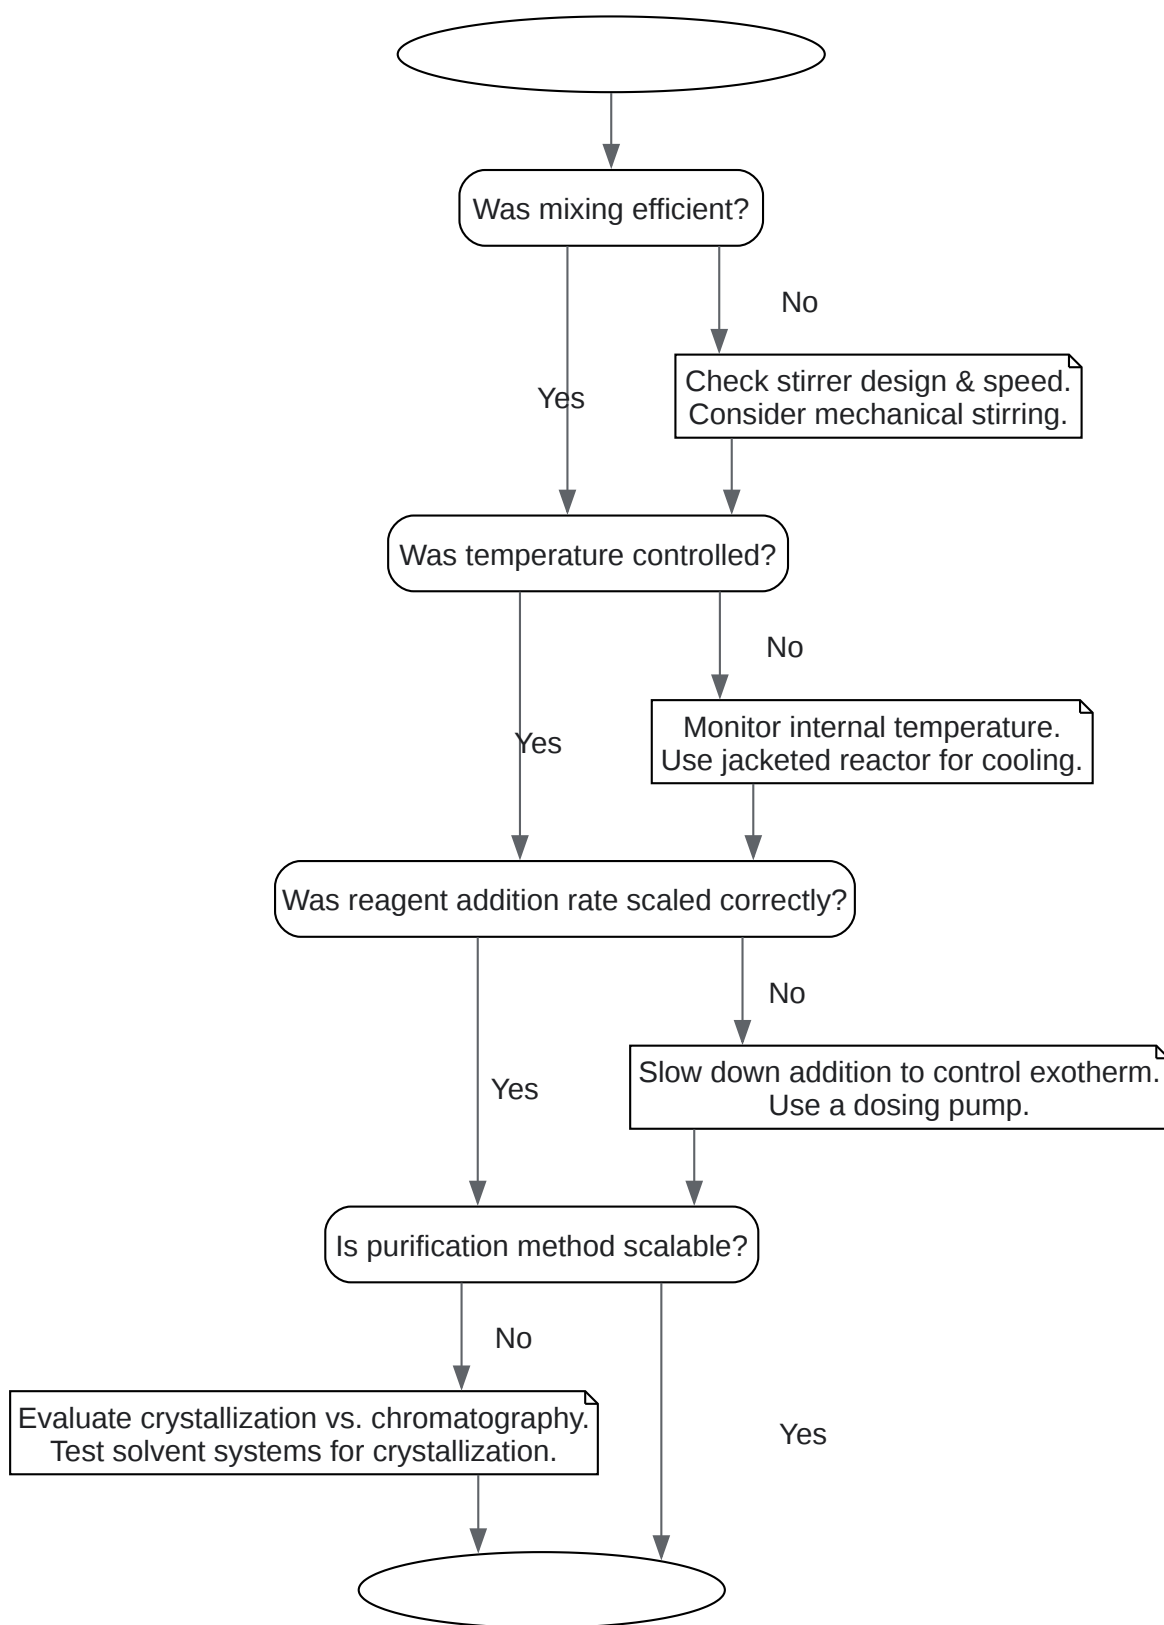 Was mixing efficient?
No
Yes
Check stirrer design & speed.
Consider mechanical stirring.
Was temperature controlled?
No
Yes
Monitor internal temperature.
Use jacketed reactor for cooling.
Was reagent addition rate scaled correctly?
No
Yes
Slow down addition to control exotherm.
Use a dosing pump.
Is purification method scalable?
No
Yes
Evaluate crystallization vs. chromatography.
Test solvent systems for crystallization.